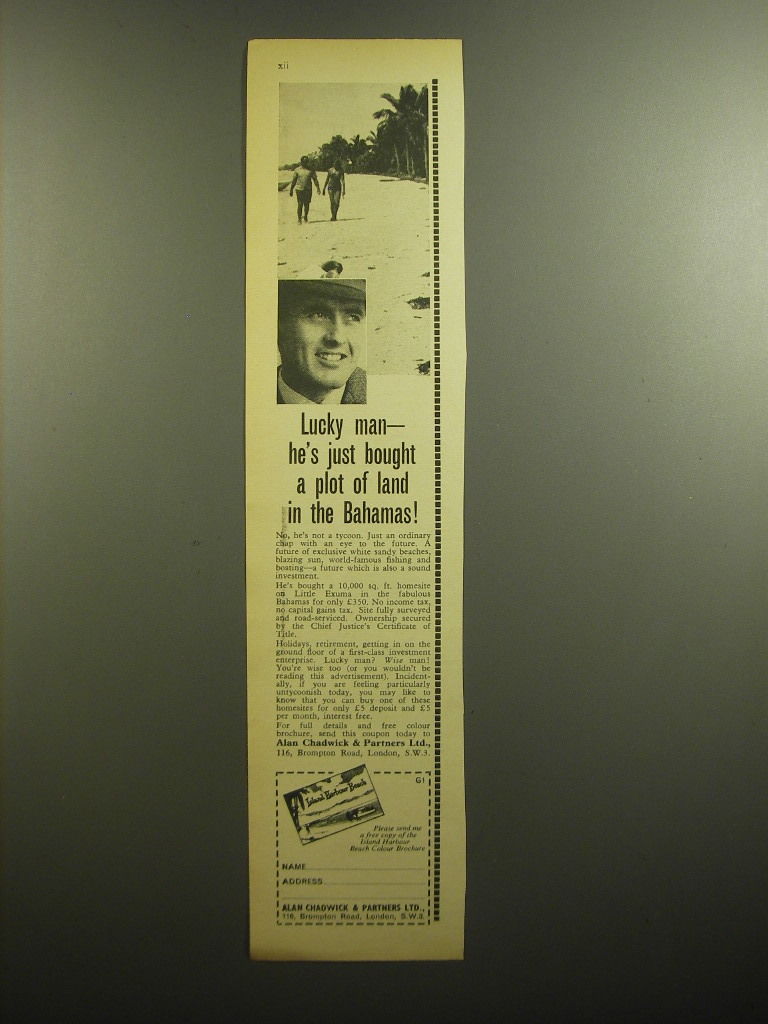 xii
Lucky man—
he's just bought
a plot of land
in the Bahamas!
No, he's not a tycoon. Just an ordinary
chap with an eye to the future. A
future of exclusive white sandy beaches,
blazing sun, world-famous fishing and
boating—a future which is also a sound
investment.
He's bought a 10,000 sq. ft. homesite
on Little Exuma in the fabulous
Bahamas for only £350. No income tax,
no capital gains tax. Site fully surveyed
and road-serviced. Ownership secured
by the Chief Justice's Certificate of
Title.
Holidays, retirement, getting in on the
ground floor of a first-class investment
enterprise. Lucky man? Wise man!
You're wise too (or you wouldn't be
reading this advertisement). Incident-
ally, if you are feeling particularly
untycoonish today, you may like to
know that you can buy one of these
homesites for only £5 deposit and £5
per month, interest free.
For full details and free colour
brochure, send this coupon today to
Alan Chadwick & Partners Ltd.,
116, Brompton Road, London, S.W.3.
G1
Island Harbour Beach
Please send me
a free copy of the
Island Harbour
Beach Colour Brochure
NAME
ADDRESS
ALAN CHADWICK & PARTNERS LTD.,
116, Brompton Road, London, S.W.3.